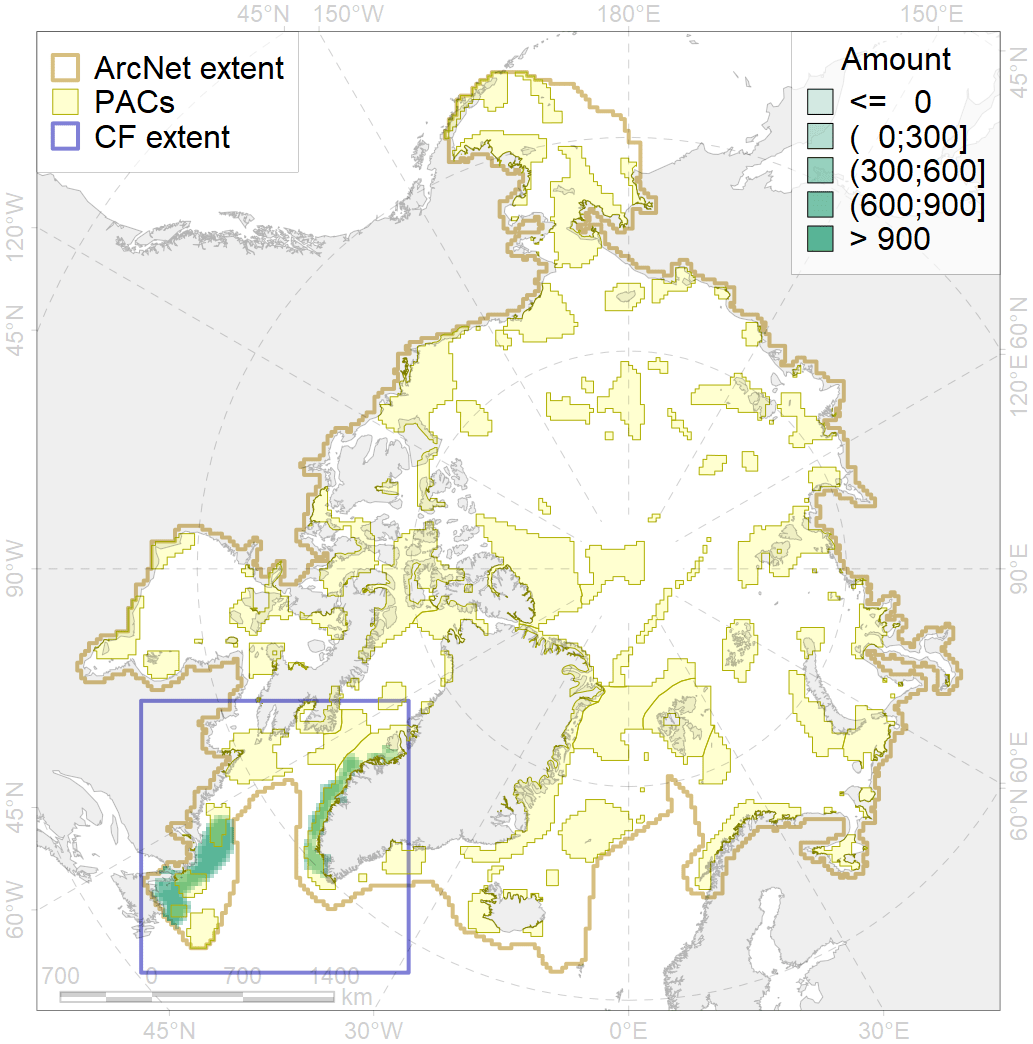 45°N 150°W 180°E 150°E
ArcNet extent
PACs
CF extent
Amount
<= 0
( 0;300]
(300;600]
(600;900]
> 900
45°N
120°W
60°N
45°N
120°E
90°W
90°E
45°N
60°N
60°W
60°E
700 0 700 1400
km
45°N 30°W 0°E 30°E